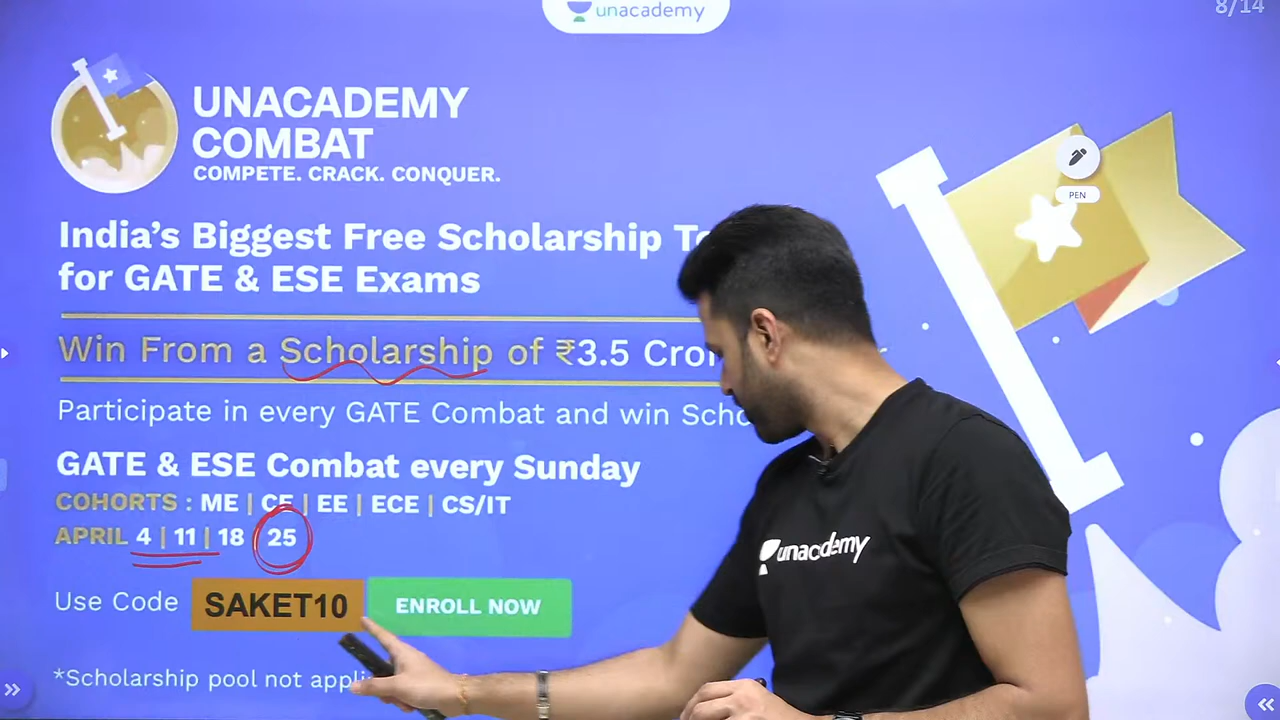 unacademy
8/14
UNACADEMY
COMBAT
COMPETE. CRACK. CONQUER.
PEN
India's Biggest Free Scholarship
for GATE & ESE Exams
Win From a Scholarship of ₹3.5
Participate in every GATE Combat and win
GATE & ESE Combat every Sunday
COHORTS : ME | CE | EE | ECE | CS/IT
APRIL 4 | 11 | 18 25
unacademy
Use Code SAKET10 ENROLL NOW
*Scholarship pool not